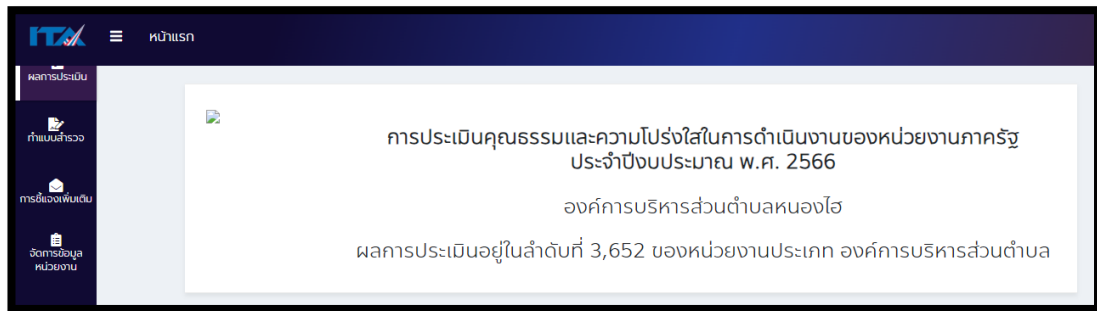 ITA
หน้าแรก
ผลการประเมิน
ทำแบบสำรวจ
การชี้แจงเพิ่มเติม
จัดการข้อมูล
หน่วยงาน
การประเมินคุณธรรมและความโปร่งใสในการดำเนินงานของหน่วยงานภาครัฐ
ประจำปีงบประมาณ พ.ศ. 2566
องค์การบริหารส่วนตำบลหนองไฮ
ผลการประเมินอยู่ในลำดับที่ 3,652 ของหน่วยงานประเภท องค์การบริหารส่วนตำบล